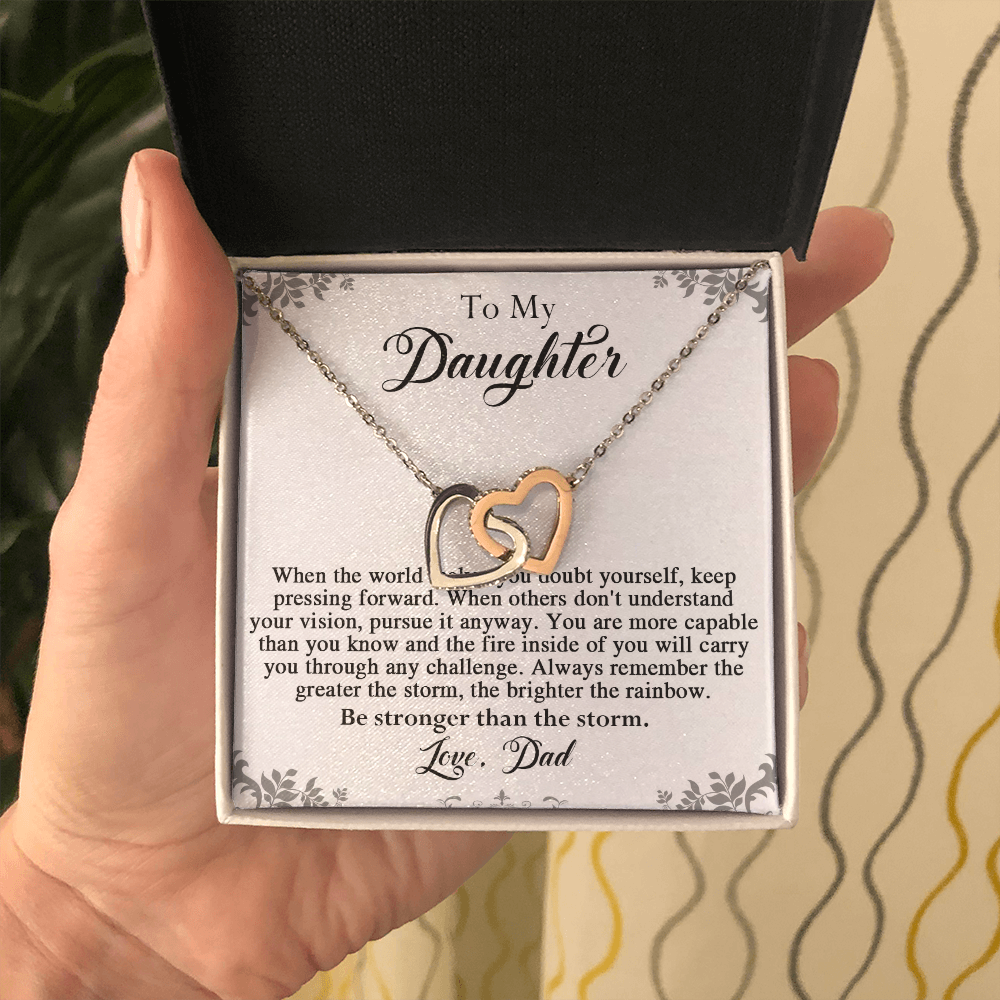 To My
Daughter
When the world you doubt yourself, keep
pressing forward. When others don't understand
your vision, pursue it anyway. You are more capable
than you know and the fire inside of you will carry
you through any challenge. Always remember the
greater the storm, the brighter the rainbow.
Be stronger than the storm.
Love, Dad